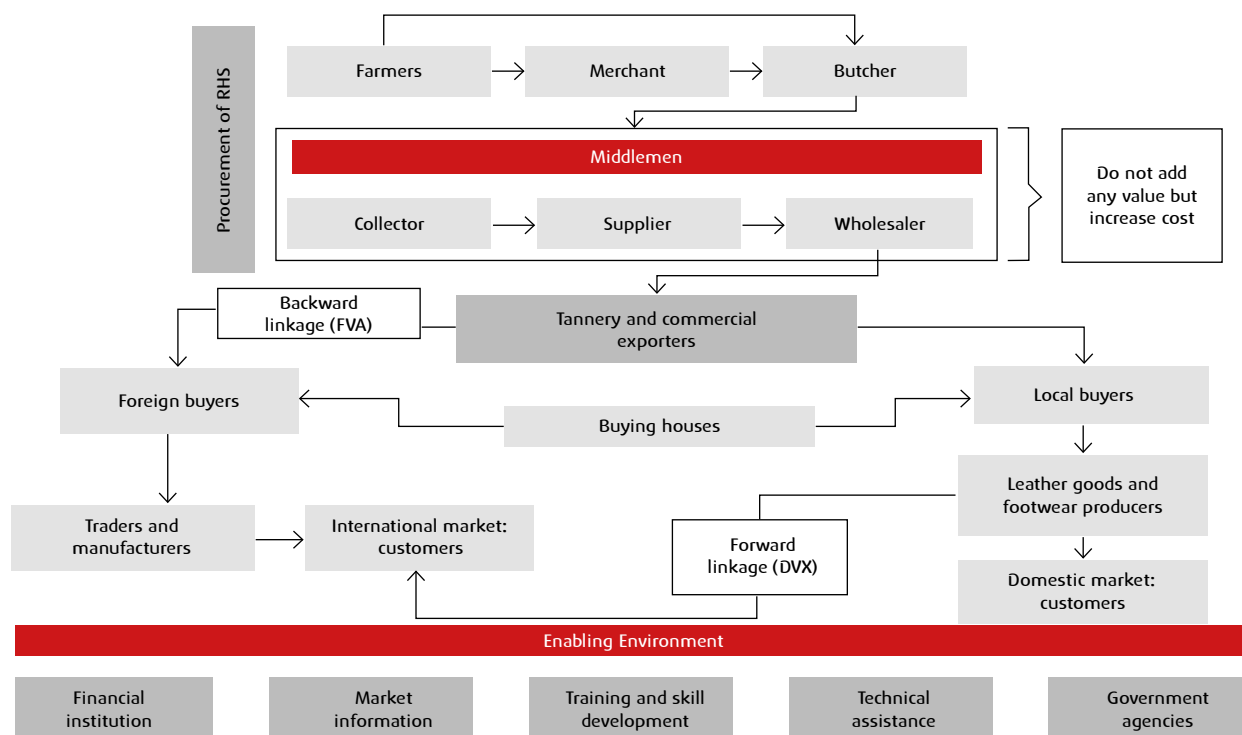 Procurement of RHS
Farmers
Merchant
Butcher
Middlemen
Collector
Supplier
Wholesaler
Do not add
any value but
increase cost
Backward
linkage (FVA)
Tannery and commercial
exporters
Foreign buyers
Buying houses
Local buyers
Traders and
manufacturers
International market:
customers
Forward
linkage (DVX)
Leather goods and
footwear producers
Domestic market:
customers
Enabling Environment
Financial
institution
Market
information
Training and skill
development
Technical
assistance
Government
agencies